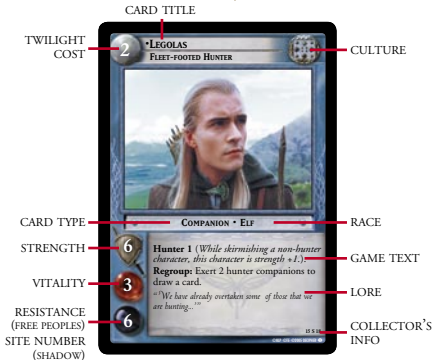 CARD TITLE
TWILIGHT
COST
2
•LEGOLAS
FLEET-FOOTED HUNTER
CULTURE
CARD TYPE
COMPANION • ELF
RACE
STRENGTH
6
Hunter 1 (While skirmishing a non-hunter
character, this character is strength +1.)
GAME TEXT
Regroup: Exert 2 hunter companions to
draw a card.
VITALITY
3
"'We have already overtaken some of those that we
are hunting...'"
LORE
RESISTANCE
(FREE PEOPLES)
SITE NUMBER
(SHADOW)
6
15 S 18
COLLECTOR'S
INFO